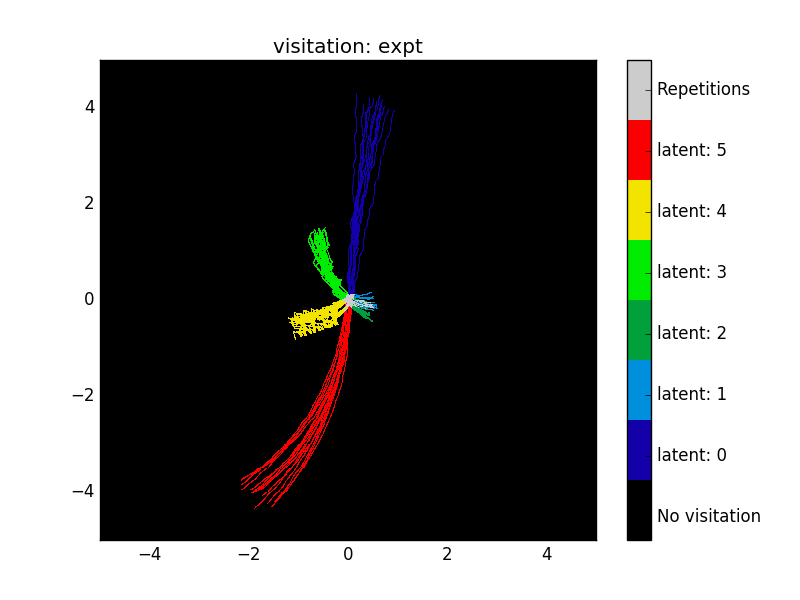 visitation: expt
4
2
0
−2
−4
−4
−2
0
2
4
Repetitions
latent: 5
latent: 4
latent: 3
latent: 2
latent: 1
latent: 0
No visitation